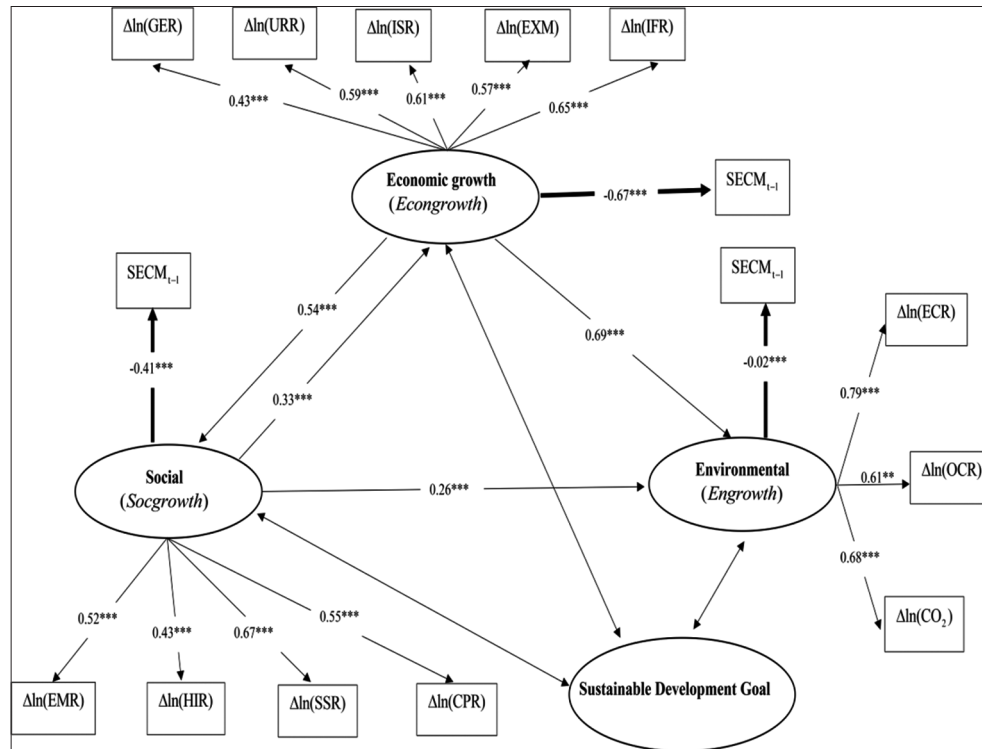 Δln(GER)
Δln(URR)
Δln(ISR)
Δln(EXM)
Δln(IFR)
0.43***
0.59***
0.61***
0.57***
0.65***
Economic growth
(Econgrowth)
-0.67***
SECMₜ₋₁
SECMₜ₋₁
SECMₜ₋₁
0.54***
0.33***
0.69***
-0.41***
-0.02***
Δln(ECR)
0.79***
Social
(Socgrowth)
0.26***
Environmental
(Engrowth)
0.61**
Δln(OCR)
0.68***
Δln(CO₂)
0.52***
0.43***
0.67***
0.55***
Δln(EMR)
Δln(HIR)
Δln(SSR)
Δln(CPR)
Sustainable Development Goal